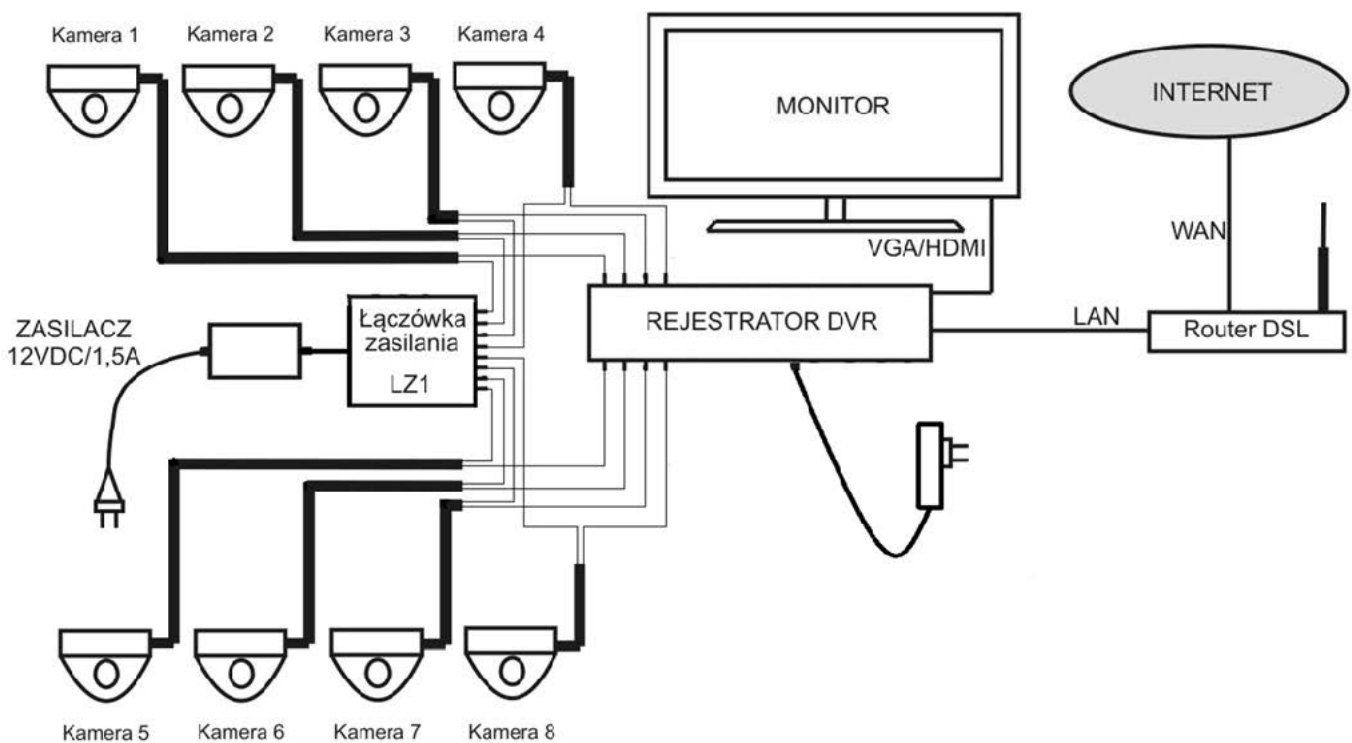 Kamera 1
Kamera 2
Kamera 3
Kamera 4
MONITOR
INTERNET
VGA/HDMI
WAN
ZASILACZ
12VDC/1,5A
Łączówka
zasilania
LZ1
REJESTRATOR DVR
LAN
Router DSL
Kamera 5
Kamera 6
Kamera 7
Kamera 8